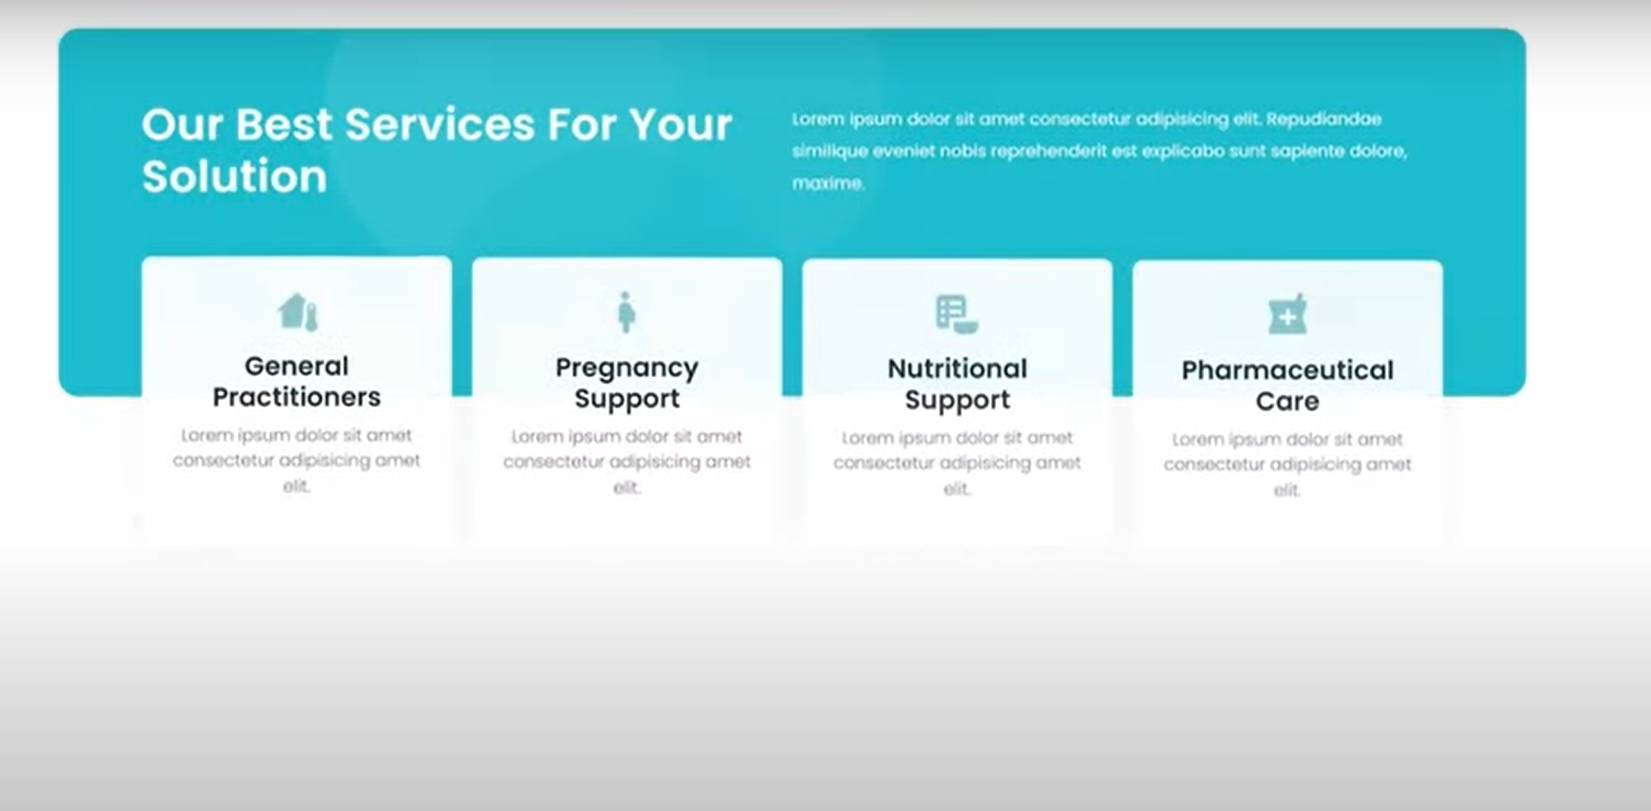 Our Best Services For Your
Solution
Lorem ipsum dolor sit amet consectetur adipisicing elit. Repudiandae
similique eveniet nobis reprehenderit est explicabo sunt sapiente dolore,
maxime.
General
Practitioners
Lorem ipsum dolor sit amet
consectetur adipisicing amet
elit.
Pregnancy
Support
Lorem ipsum dolor sit amet
consectetur adipisicing amet
elit.
Nutritional
Support
Lorem ipsum dolor sit amet
consectetur adipisicing amet
elit.
Pharmaceutical
Care
Lorem ipsum dolor sit amet
consectetur adipisicing amet
elit.